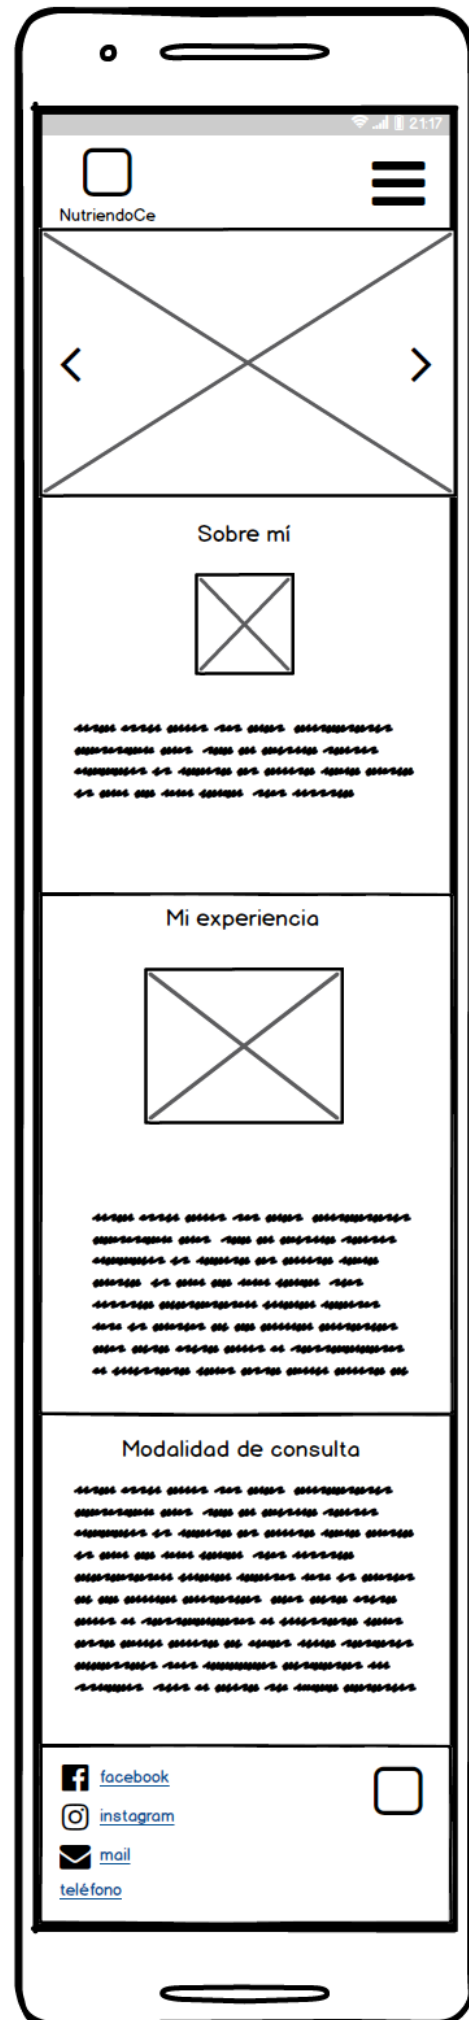 21:17
NutriendoCe
Sobre mí
Mi experiencia
Modalidad de consulta
facebook
instagram
mail
teléfono